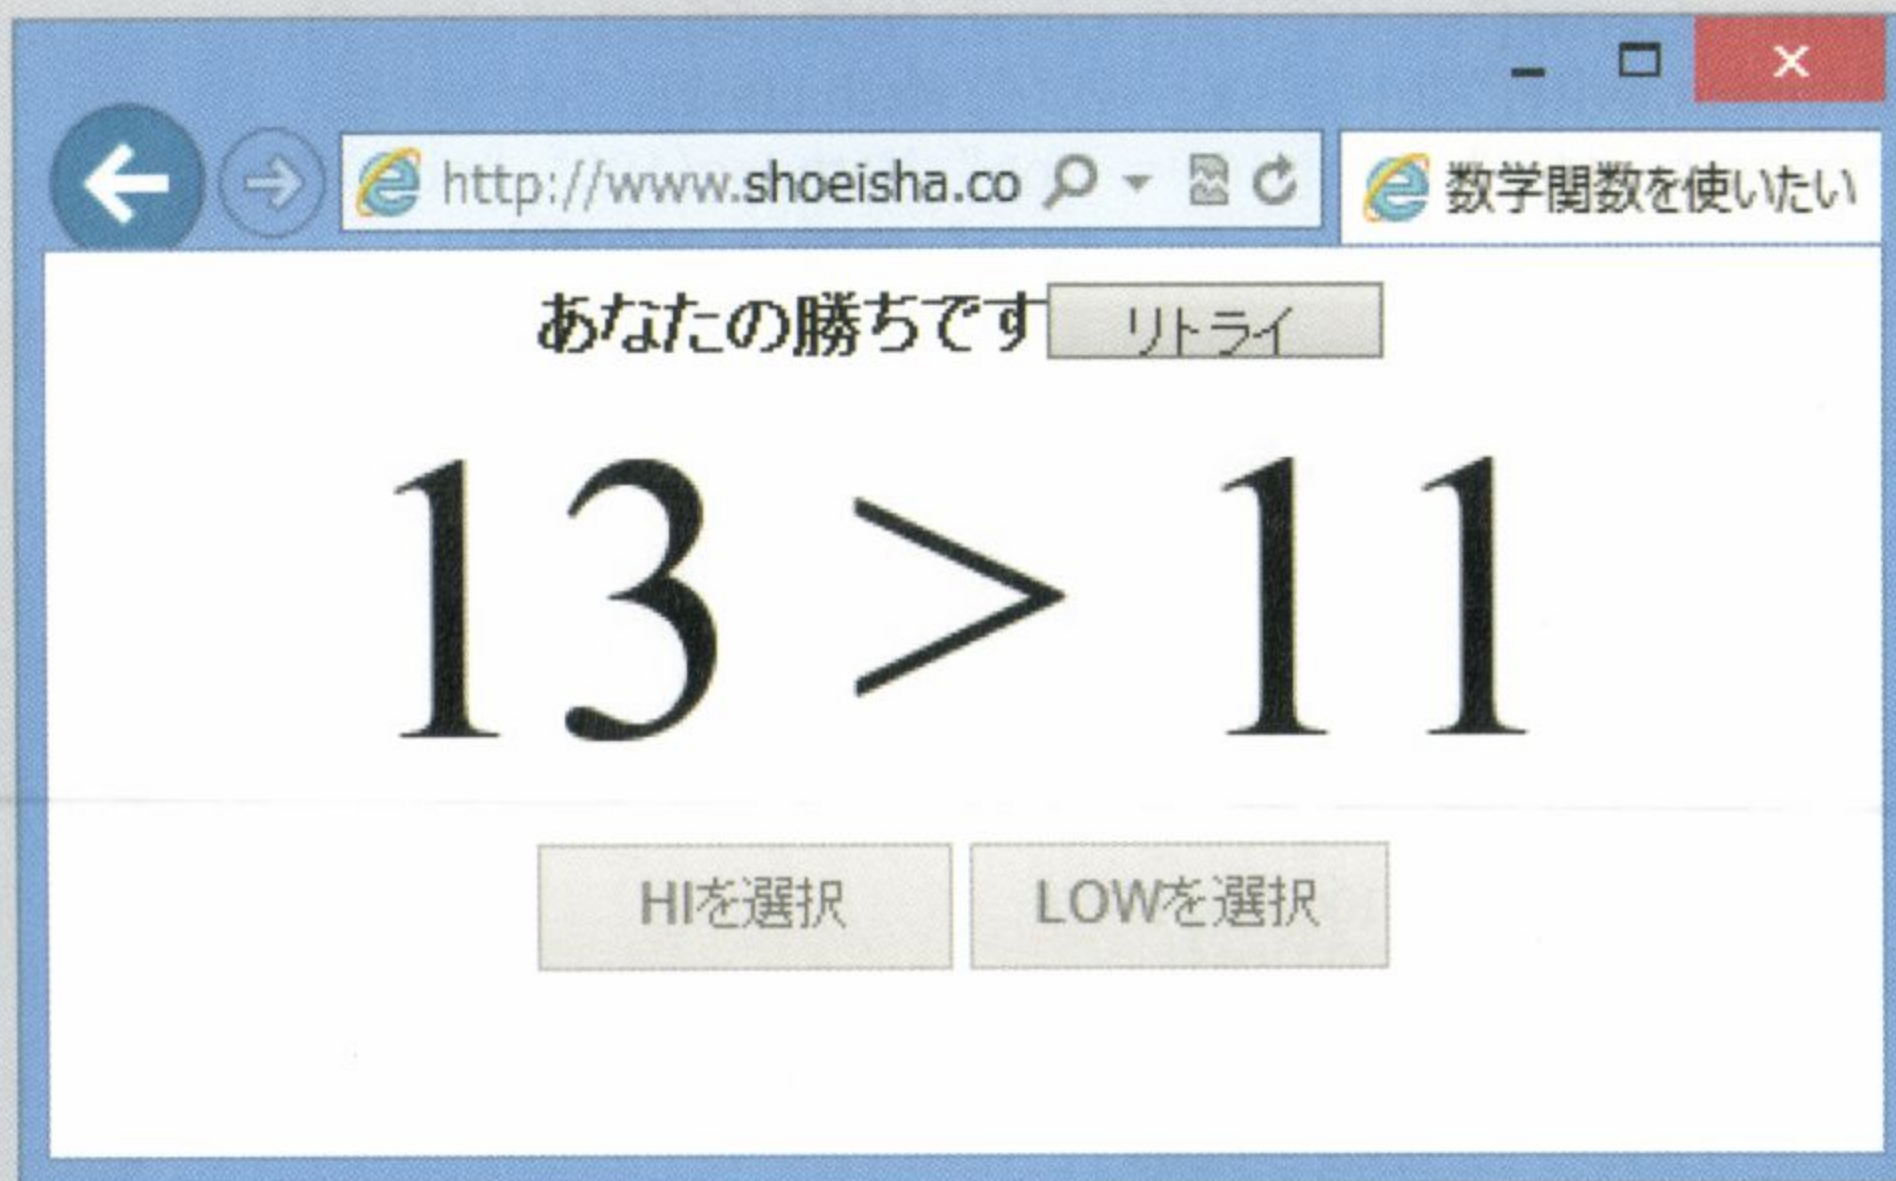 http://www.shoeisha.co
数学関数を使いたい
あなたの勝ちです リトライ
13 > 11
HIを選択 LOWを選択